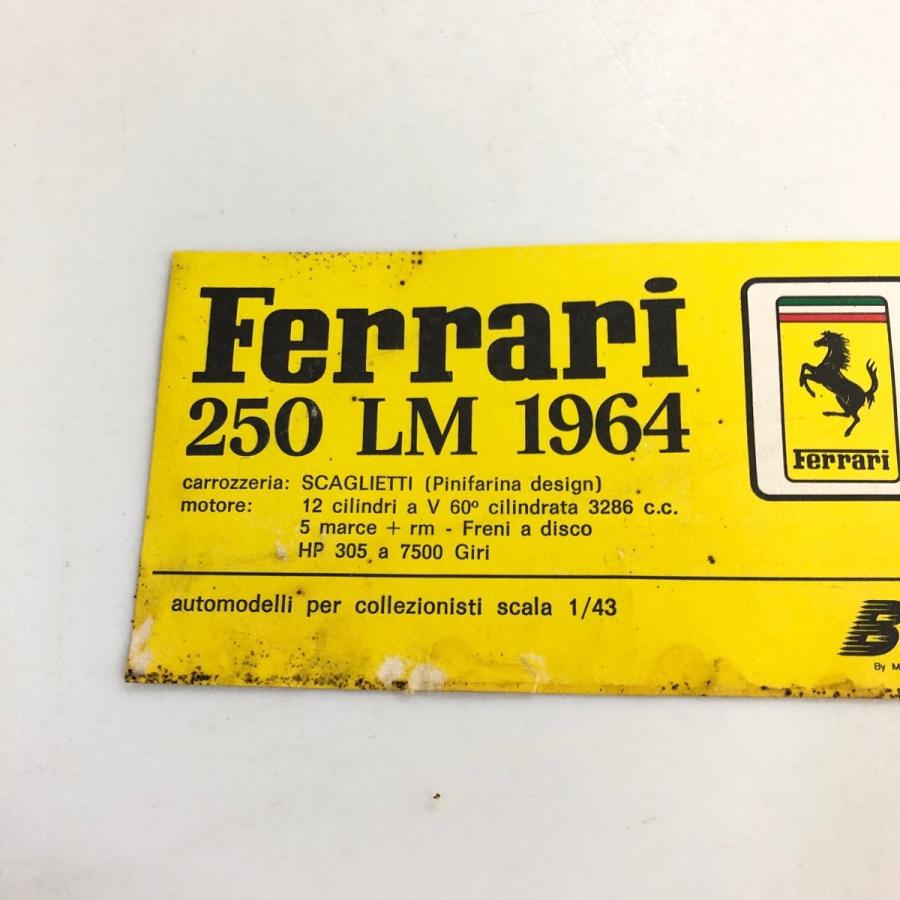 Ferrari
250 LM 1964
carrozzeria: SCAGLIETTI (Pinifarina design)
motore: 12 cilindri a V 60º cilindrata 3286 c.c.
5 marce + rm - Freni a disco
HP 305 a 7500 Giri
automodelli per collezionisti scala 1/43
Ferrari
By